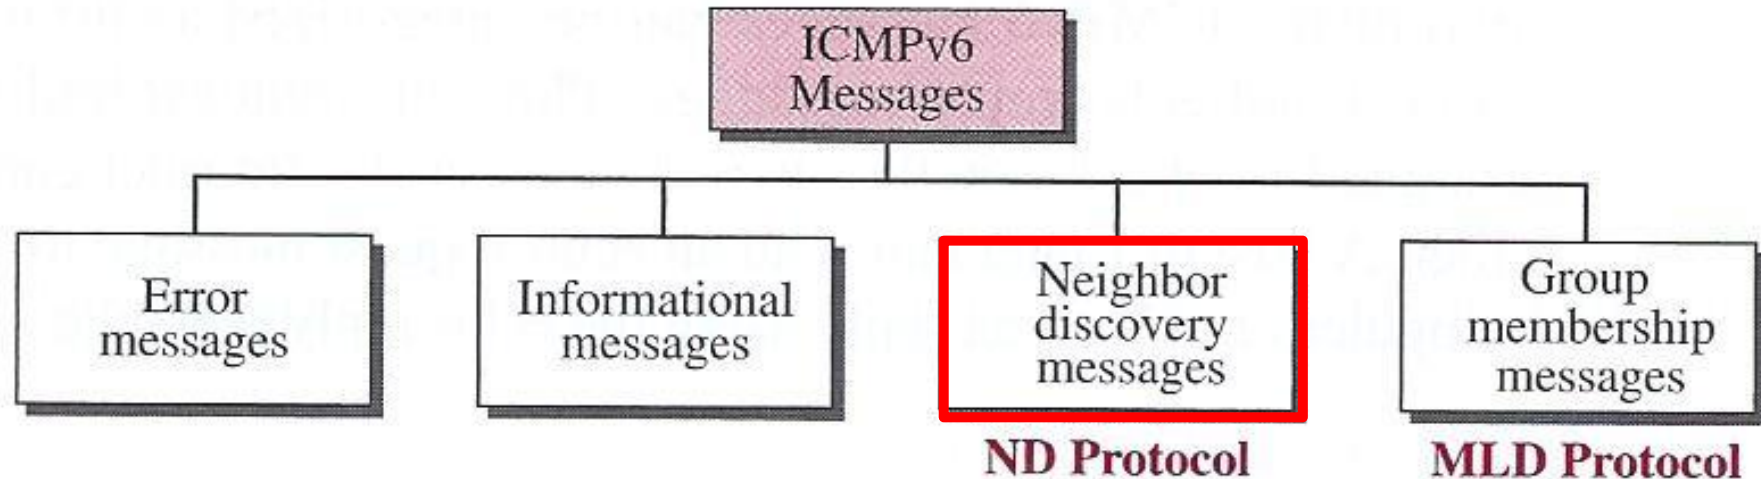 ICMPv6
Messages
Error
messages
Informational
messages
Neighbor
discovery
messages
Group
membership
messages
ND Protocol
MLD Protocol